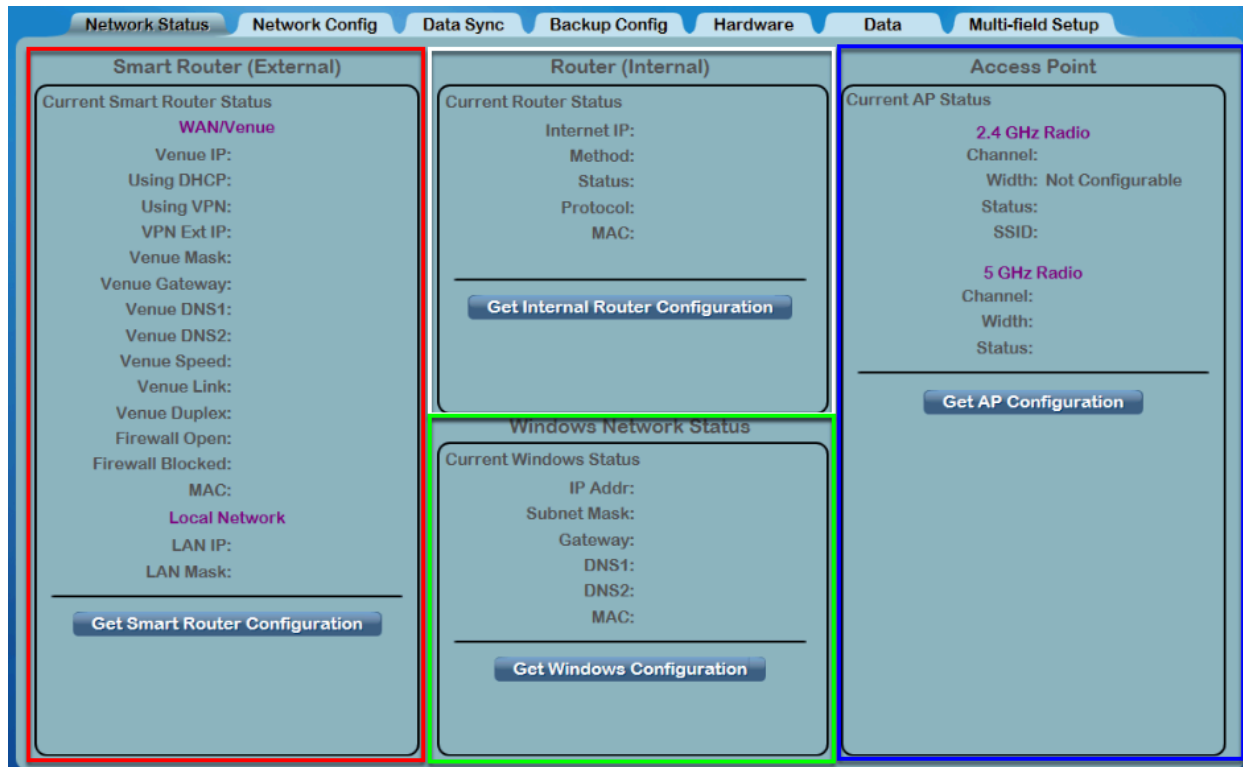 Network Status Network Config Data Sync Backup Config Hardware Data Multi-field Setup
Smart Router (External)
Current Smart Router Status
WAN/Venue
Venue IP:
Using DHCP:
Using VPN:
VPN Ext IP:
Venue Mask:
Venue Gateway:
Venue DNS1:
Venue DNS2:
Venue Speed:
Venue Link:
Venue Duplex:
Firewall Open:
Firewall Blocked:
MAC:
Local Network
LAN IP:
LAN Mask:
Get Smart Router Configuration
Router (Internal)
Current Router Status
Internet IP:
Method:
Status:
Protocol:
MAC:
Get Internal Router Configuration
Windows Network Status
Current Windows Status
IP Addr:
Subnet Mask:
Gateway:
DNS1:
DNS2:
MAC:
Get Windows Configuration
Access Point
Current AP Status
2.4 GHz Radio
Channel:
Width: Not Configurable
Status:
SSID:
5 GHz Radio
Channel:
Width:
Status:
Get AP Configuration